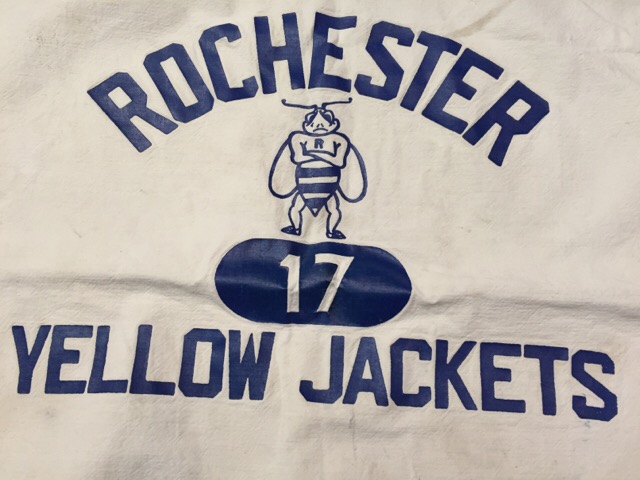 ROCHESTER
R
17
YELLOW JACKETS